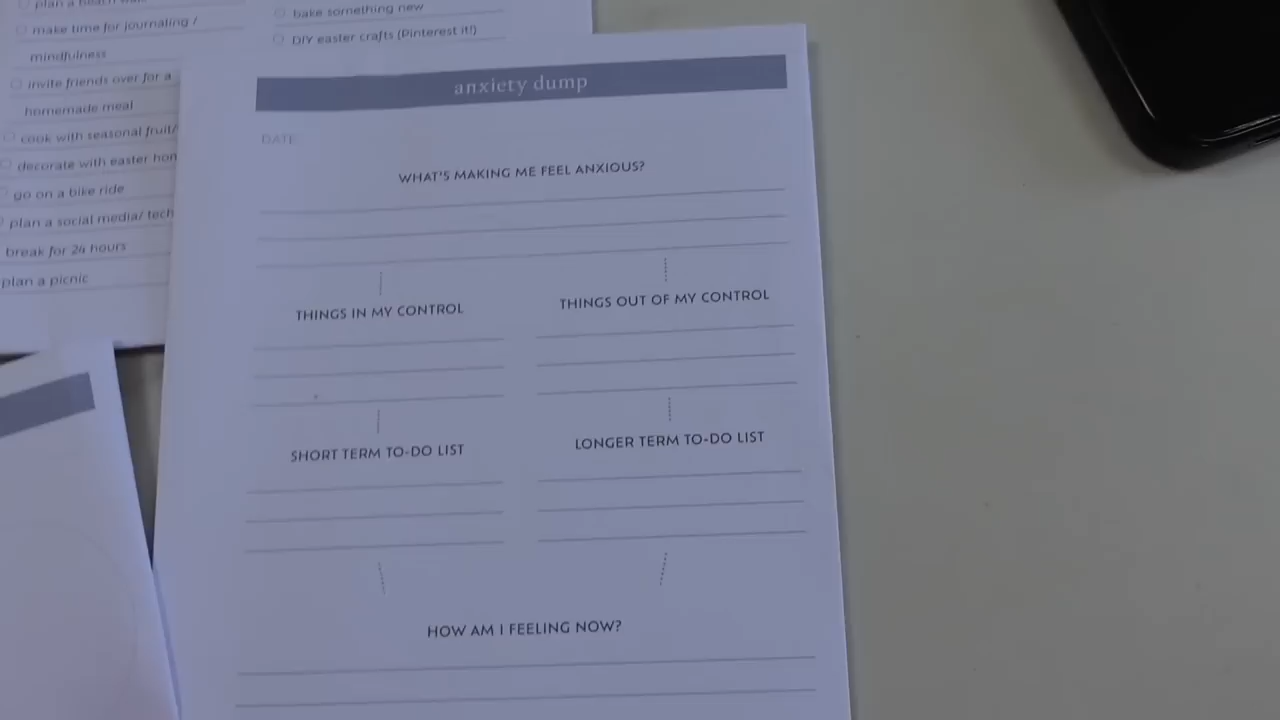 plan a beach walk
make time for journaling /
mindfulness
invite friends over for a
homemade meal
cook with seasonal fruit/
decorate with easter
go on a bike ride
plan a social media/ tech
break for 24 hours
plan a picnic
bake something new
DIY easter crafts (Pinterest it!)
anxiety dump
DATE:
WHAT'S MAKING ME FEEL ANXIOUS?
THINGS IN MY CONTROL
THINGS OUT OF MY CONTROL
SHORT TERM TO-DO LIST
LONGER TERM TO-DO LIST
HOW AM I FEELING NOW?